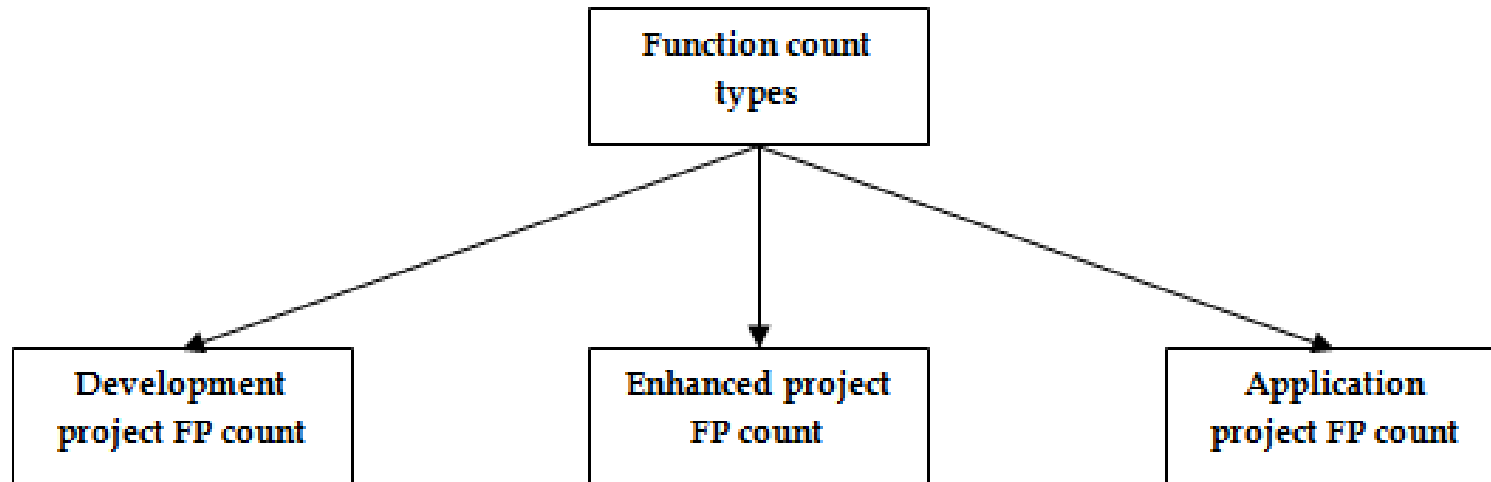 Function count
types
Development
project FP count
Enhanced project
FP count
Application
project FP count